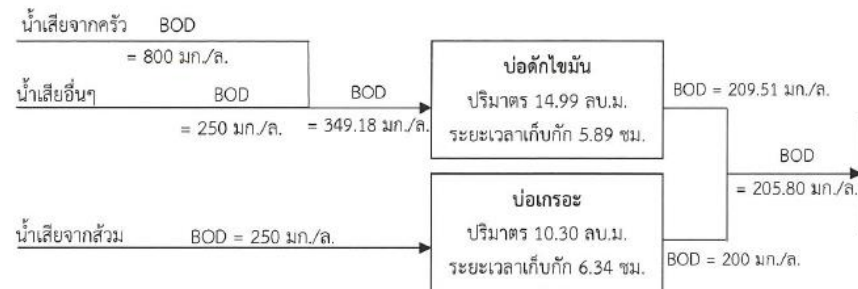 น้ำเสียจากครัว BOD
= 800 มก./ล.
น้ำเสียอื่นๆ BOD
= 250 มก./ล.
BOD
= 349.18 มก./ล.
บ่อดักไขมัน
ปริมาตร 14.99 ลบ.ม.
ระยะเวลาเก็บกัก 5.89 ชม.
BOD = 209.51 มก./ล.
BOD
= 205.80 มก./ล.
น้ำเสียจากส้วม BOD = 250 มก./ล.
บ่อเกรอะ
ปริมาตร 10.30 ลบ.ม.
ระยะเวลาเก็บกัก 6.34 ชม.
BOD = 200 มก./ล.